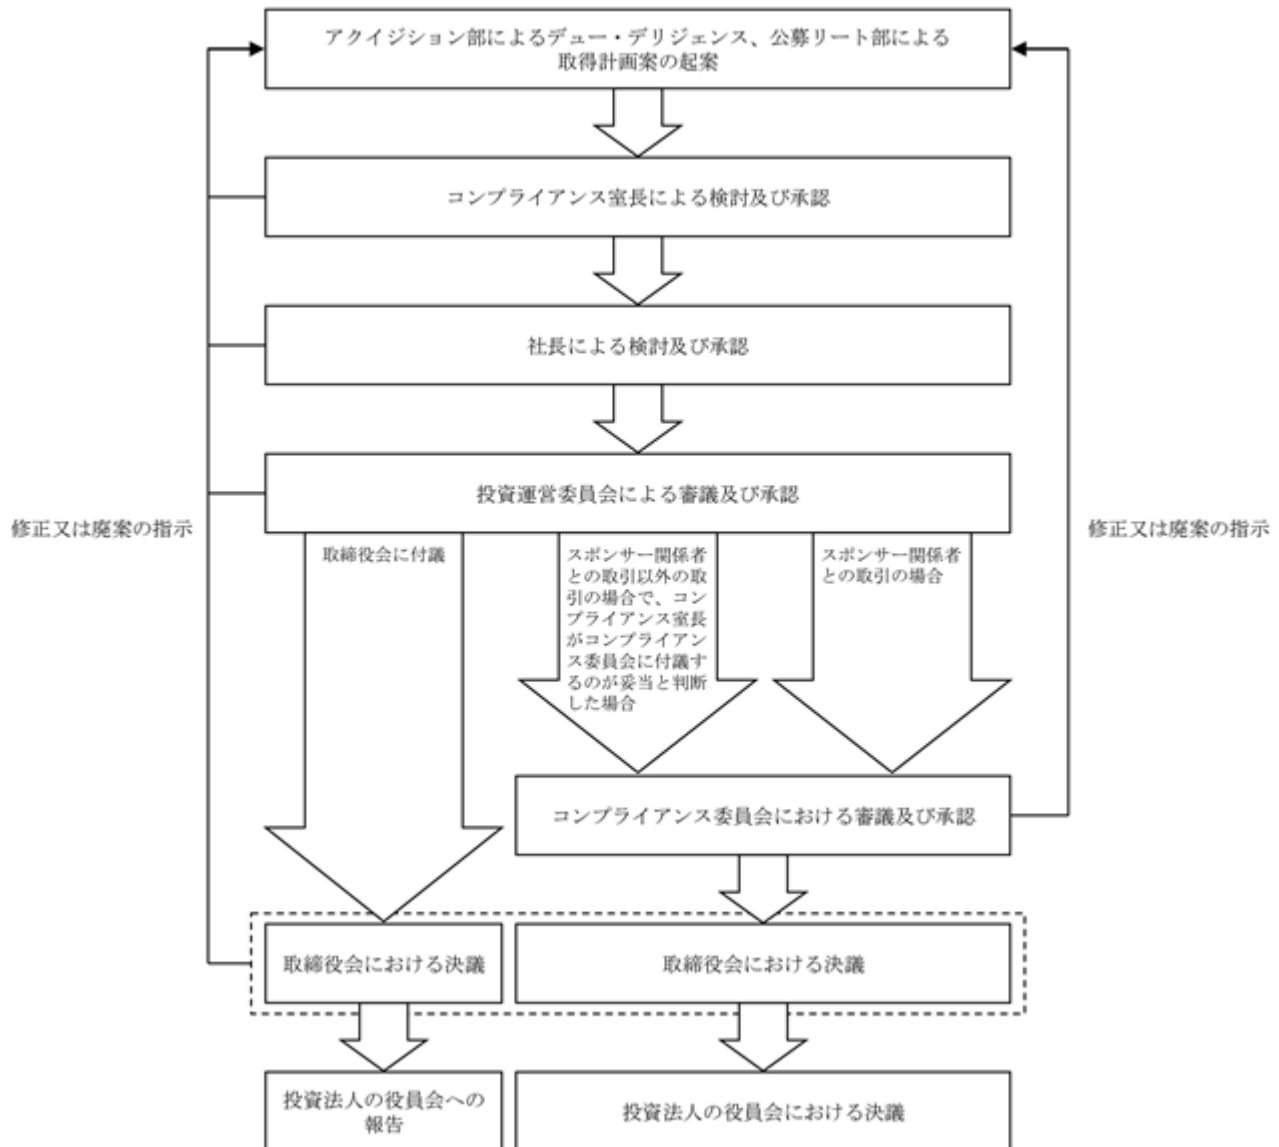 アクイジション部によるデュー・デリジェンス、公募リート部による
取得計画案の起案
コンプライアンス室長による検討及び承認
社長による検討及び承認
投資運営委員会による審議及び承認
修正又は廃案の指示
修正又は廃案の指示
取締役会に付議
スポンサー関係者
との取引以外の取
引の場合で、コン
プライアンス室長
がコンプライアン
ス委員会に付議す
るのが妥当と判断
した場合
スポンサー関係者
との取引の場合
コンプライアンス委員会における審議及び承認
取締役会における決議
取締役会における決議
投資法人の役員会への
報告
投資法人の役員会における決議